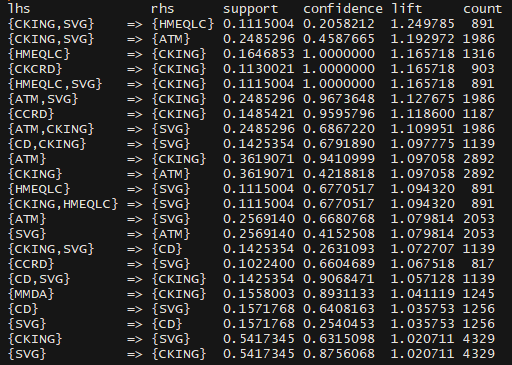 lhs rhs support confidence lift count
{CKING,SVG} => {HMEQLC} 0.1115004 0.2058212 1.249785 891
{CKING,SVG} => {ATM} 0.2485296 0.4587665 1.192972 1986
{HMEQLC} => {CKING} 0.1646853 1.0000000 1.165718 1316
{CKCRD} => {CKING} 0.1130021 1.0000000 1.165718 903
{HMEQLC,SVG} => {CKING} 0.1115004 1.0000000 1.165718 891
{ATM,SVG} => {CKING} 0.2485296 0.9673648 1.127675 1986
{CCRD} => {CKING} 0.1485421 0.9595796 1.118600 1187
{ATM,CKING} => {SVG} 0.2485296 0.6867220 1.109951 1986
{CD,CKING} => {SVG} 0.1425354 0.6791890 1.097775 1139
{ATM} => {CKING} 0.3619071 0.9410999 1.097058 2892
{CKING} => {ATM} 0.3619071 0.4218818 1.097058 2892
{HMEQLC} => {SVG} 0.1115004 0.6770517 1.094320 891
{CKING,HMEQLC} => {SVG} 0.1115004 0.6770517 1.094320 891
{ATM} => {SVG} 0.2569140 0.6680768 1.079814 2053
{SVG} => {ATM} 0.2569140 0.4152508 1.079814 2053
{CKING,SVG} => {CD} 0.1425354 0.2631093 1.072707 1139
{CCRD} => {SVG} 0.1022400 0.6604689 1.067518 817
{CD,SVG} => {CKING} 0.1425354 0.9068471 1.057128 1139
{MMDA} => {CKING} 0.1558003 0.8931133 1.041119 1245
{CD} => {SVG} 0.1571768 0.6408163 1.035753 1256
{SVG} => {CD} 0.1571768 0.2540453 1.035753 1256
{CKING} => {SVG} 0.5417345 0.6315098 1.020711 4329
{SVG} => {CKING} 0.5417345 0.8756068 1.020711 4329